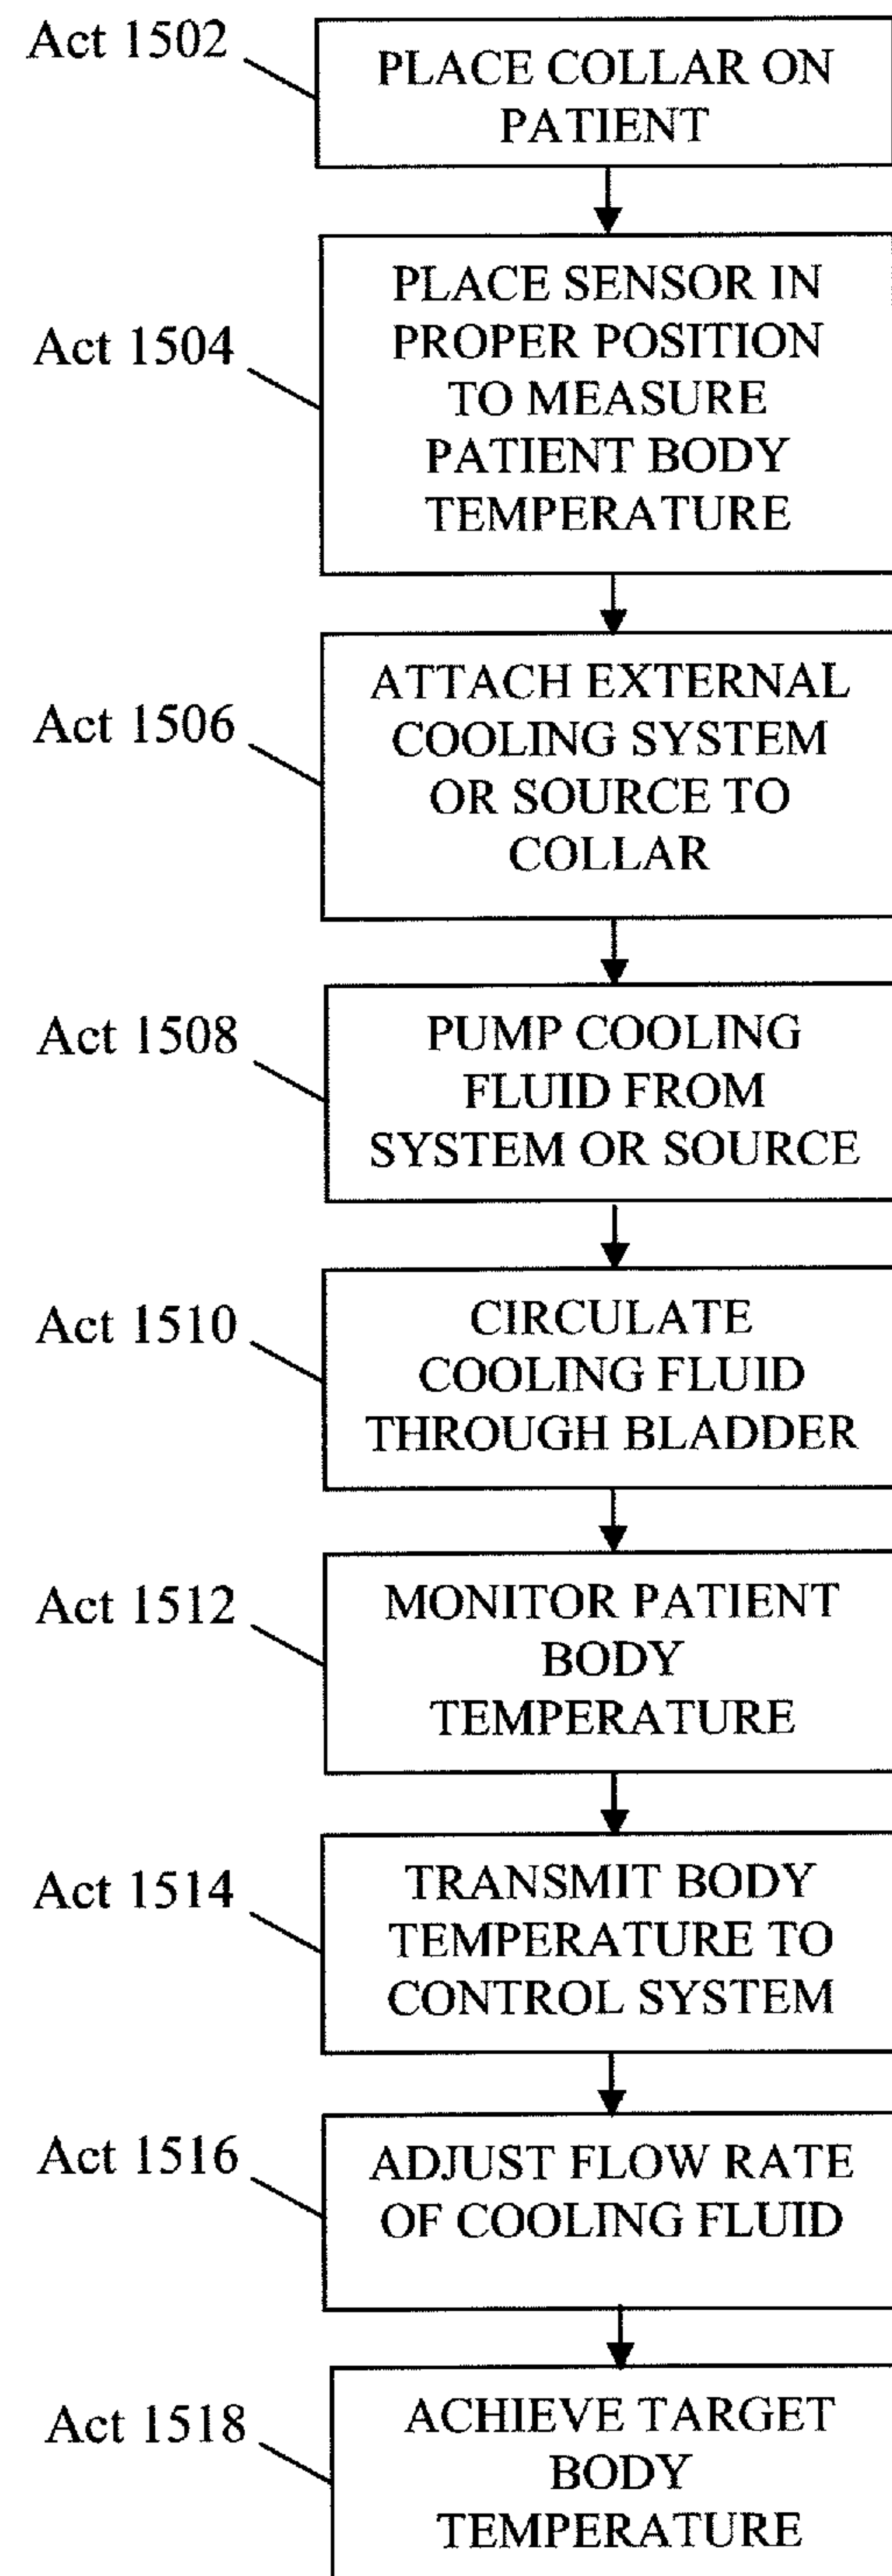 Act 1502
PLACE COLLAR ON
PATIENT
Act 1504
PLACE SENSOR IN
PROPER POSITION
TO MEASURE
PATIENT BODY
TEMPERATURE
Act 1506
ATTACH EXTERNAL
COOLING SYSTEM
OR SOURCE TO
COLLAR
Act 1508
PUMP COOLING
FLUID FROM
SYSTEM OR SOURCE
Act 1510
CIRCULATE
COOLING FLUID
THROUGH BLADDER
Act 1512
MONITOR PATIENT
BODY
TEMPERATURE
Act 1514
TRANSMIT BODY
TEMPERATURE TO
CONTROL SYSTEM
Act 1516
ADJUST FLOW RATE
OF COOLING FLUID
Act 1518
ACHIEVE TARGET
BODY
TEMPERATURE